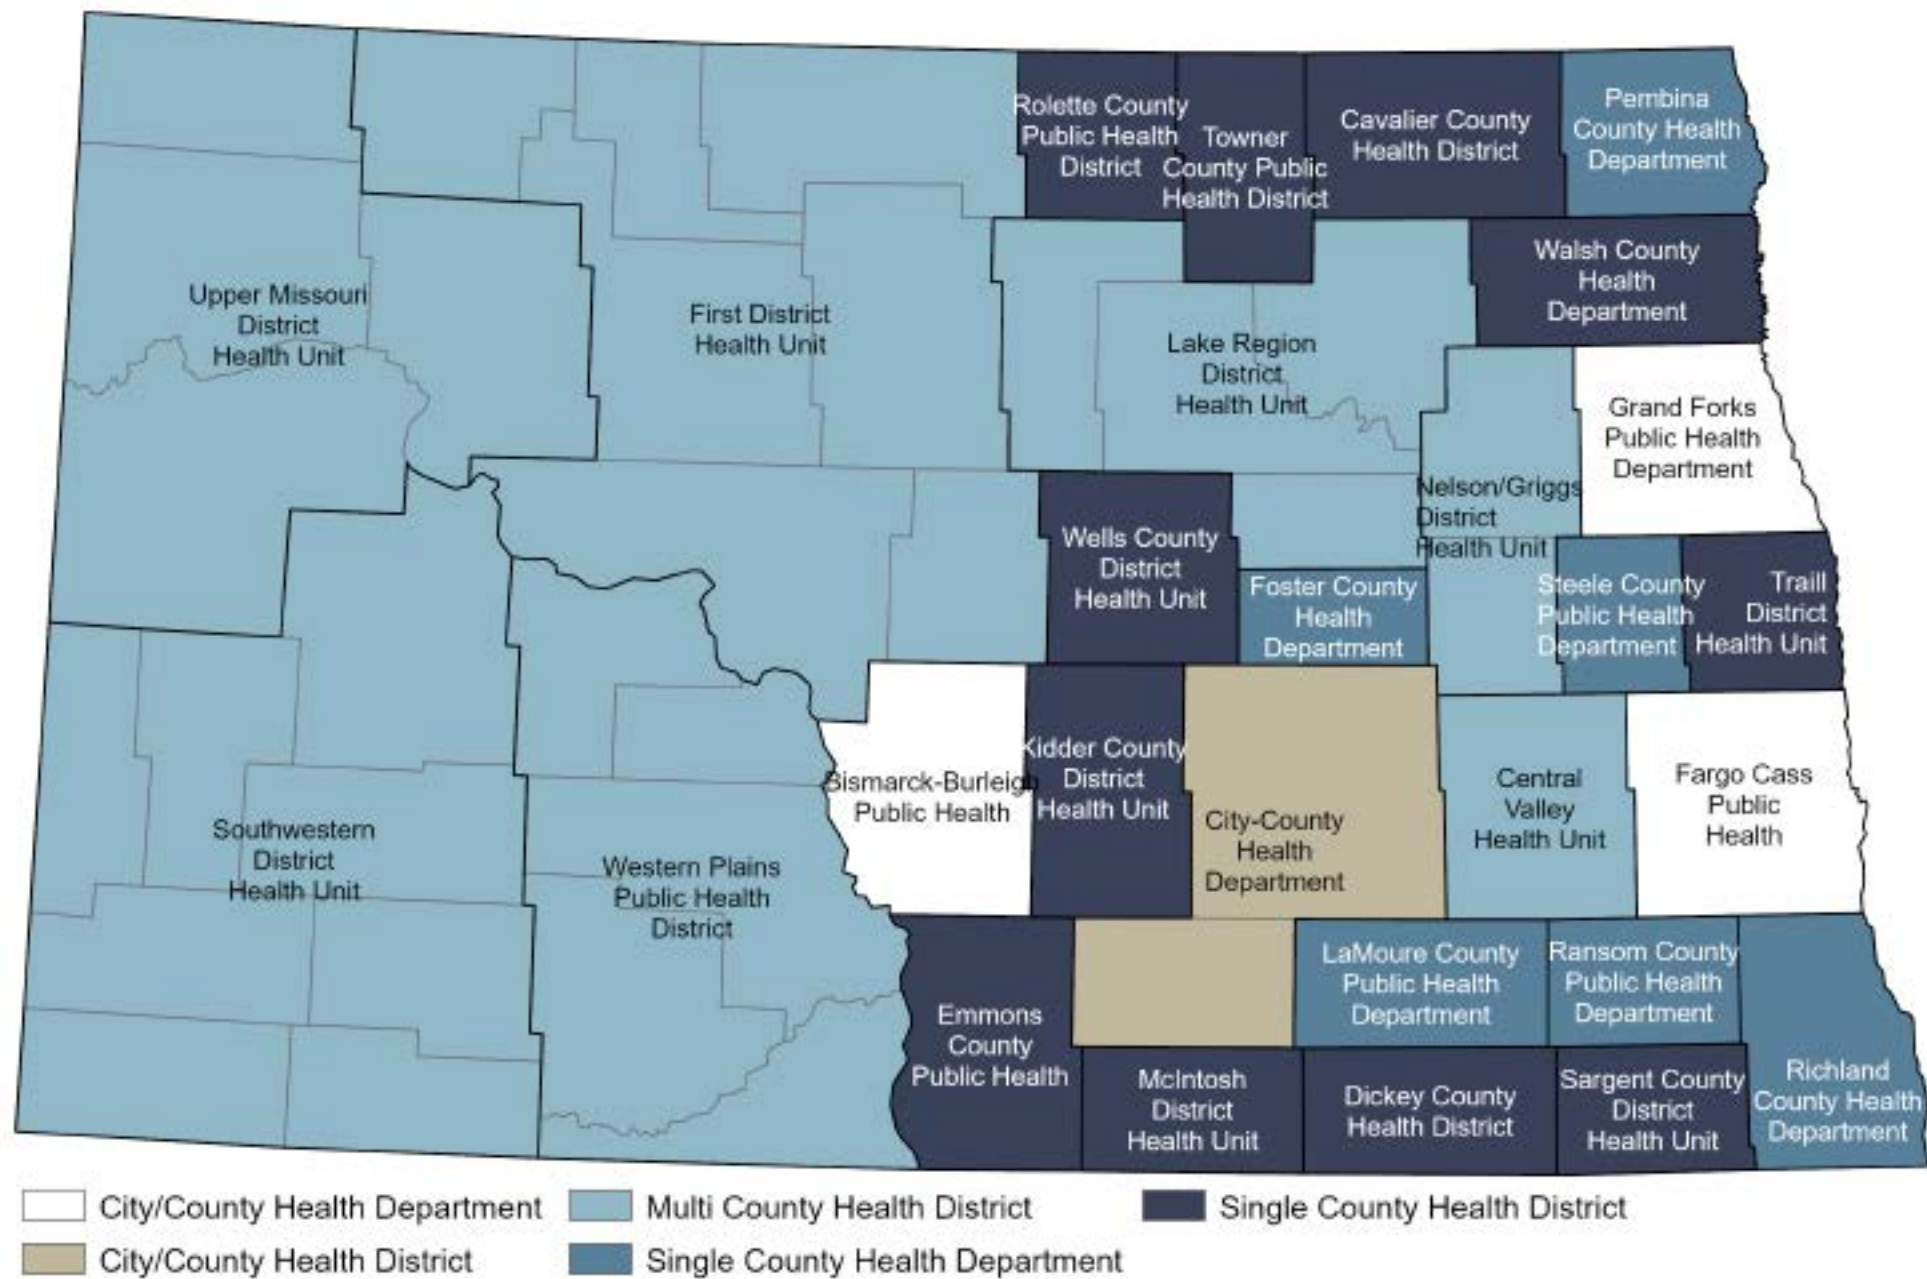 Rolette County
Public Health
District
Towner
County Public
Health District
Cavalier County
Health District
Pembina
County Health
Department
Walsh County
Health
Department
Upper Missouri
District
Health Unit
First District
Health Unit
Lake Region
District
Health Unit
Grand Forks
Public Health
Department
Nelson/Griggs
District
Health Unit
Wells County
District
Health Unit
Foster County
Health
Department
Steele County
Public Health
Department
Traill
District
Health Unit
Bismarck-Burleigh
Public Health
Kidder County
District
Health Unit
City-County
Health
Department
Central
Valley
Health Unit
Fargo Cass
Public
Health
Southwestern
District
Health Unit
Western Plains
Public Health
District
Emmons
County
Public Health
LaMoure County
Public Health
Department
Ransom County
Public Health
Department
McIntosh
District
Health Unit
Dickey County
Health District
Sargent County
District
Health Unit
Richland
County Health
Department
City/County Health Department
Multi County Health District
Single County Health District
City/County Health District
Single County Health Department